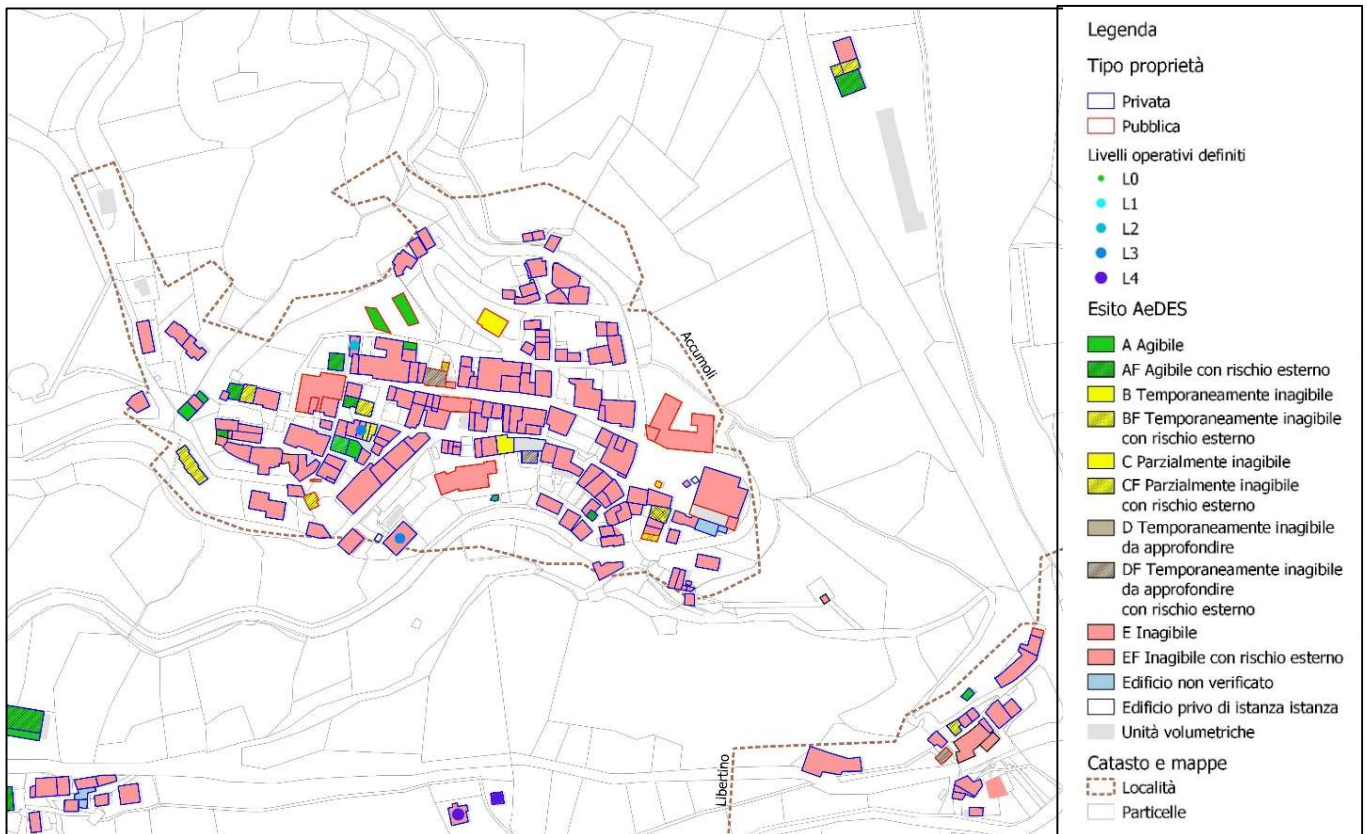 Accumoli
Libertino
Legenda
Tipo proprietà
Privata
Pubblica
Livelli operativi definiti
L0
L1
L2
L3
L4
Esito AeDES
A Agibile
AF Agibile con rischio esterno
B Temporaneamente inagibile
BF Temporaneamente inagibile
con rischio esterno
C Parzialmente inagibile
CF Parzialmente inagibile
con rischio esterno
D Temporaneamente inagibile
da approfondire
DF Temporaneamente inagibile
da approfondire
con rischio esterno
E Inagibile
EF Inagibile con rischio esterno
Edificio non verificato
Edificio privo di istanza istanza
Unità volumetriche
Catasto e mappe
Località
Particelle